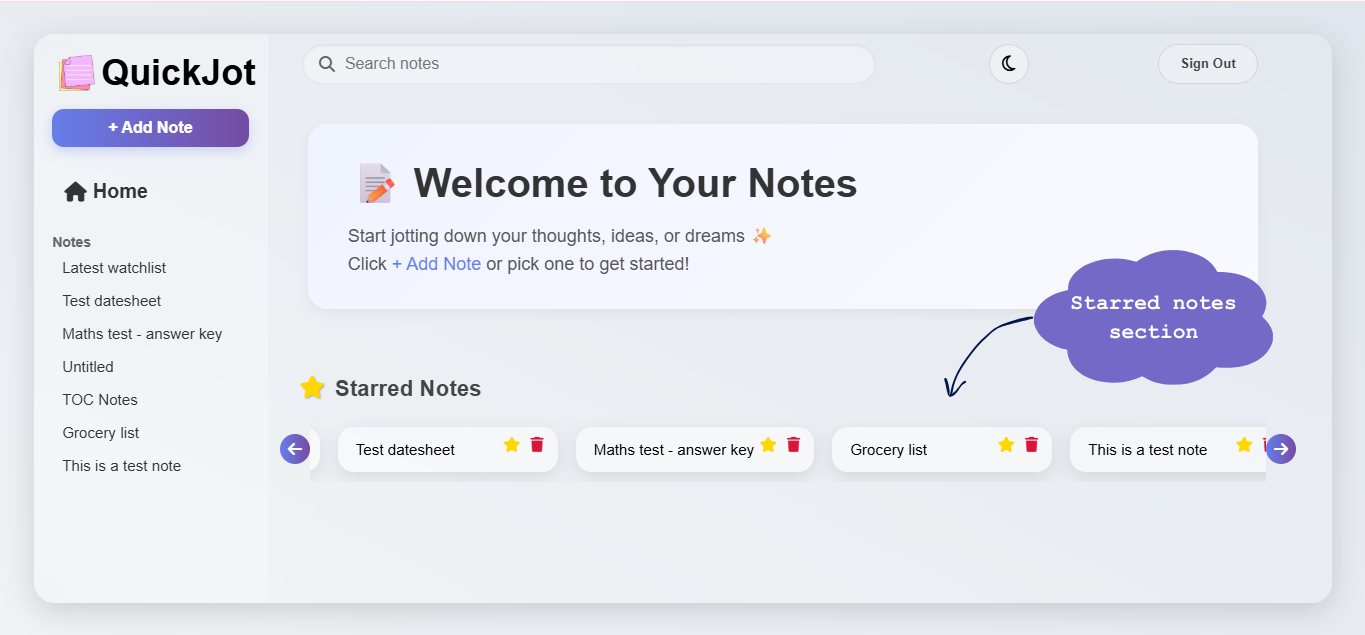 QuickJot
Search notes
Sign Out
+ Add Note
Home
Notes
Latest watchlist
Test datesheet
Maths test - answer key
Untitled
TOC Notes
Grocery list
This is a test note
Welcome to Your Notes
Start jotting down your thoughts, ideas, or dreams ✨
Click + Add Note or pick one to get started!
Starred notes
section
Starred Notes
Test datesheet
Maths test - answer key
Grocery list
This is a test note